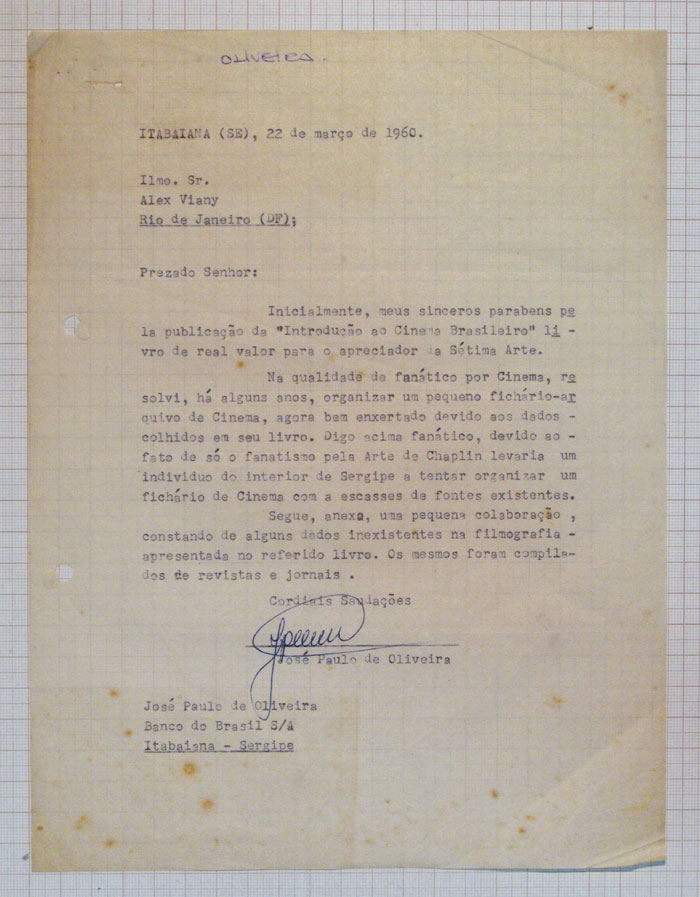 OLIVEIRA.
ITABAIANA (SE), 22 de março de 1960.
Ilmo. Sr.
Alex Viany
Rio de Janeiro (DF);
Prezado Senhor:
Inicialmente, meus sinceros parabens pe
la publicação da "Introdução ao Cinema Brasileiro" li -
vro de real valor para o apreciador da Sétima Arte.
Na qualidade de fanático por Cinema, re
solvi, há alguns anos, organizar um pequeno fichário-ar
quivo de Cinema, agora bem enxertado devido aos dados -
colhidos em seu livro. Digo acima fanático, devido ao -
fato de só o fanatismo pela Arte de Chaplin levaria um
individuo do interior de Sergipe a tentar organizar um
fichário de Cinema com a escasses de fontes existentes.
Segue, anexo, uma pequena colaboração ,
constando de alguns dados inexistentes na filmografia -
apresentada no referido livro. Os mesmos foram compila-
dos de revistas e jornais .
Cordiais Saudações
José Paulo de Oliveira
José Paulo de Oliveira
Banco do Brasil S/A
Itabaiana - Sergipe